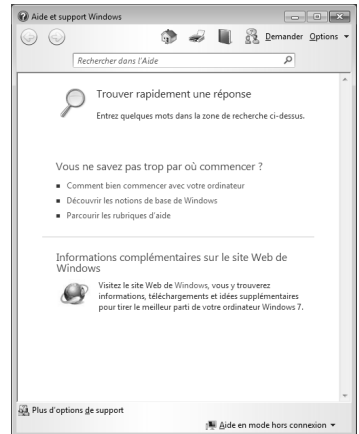 Aide et support Windows
Demander Options
Rechercher dans l'Aide
Trouver rapidement une réponse
Entrez quelques mots dans la zone de recherche ci-dessus.
Vous ne savez pas trop par où commencer ?
Comment bien commencer avec votre ordinateur
Découvrir les notions de base de Windows
Parcourir les rubriques d'aide
Informations complémentaires sur le site Web de
Windows
Visitez le site Web de Windows, vous y trouverez
informations, téléchargements et idées supplémentaires
pour tirer le meilleur parti de votre ordinateur Windows 7.
Plus d'options de support
Aide en mode hors connexion